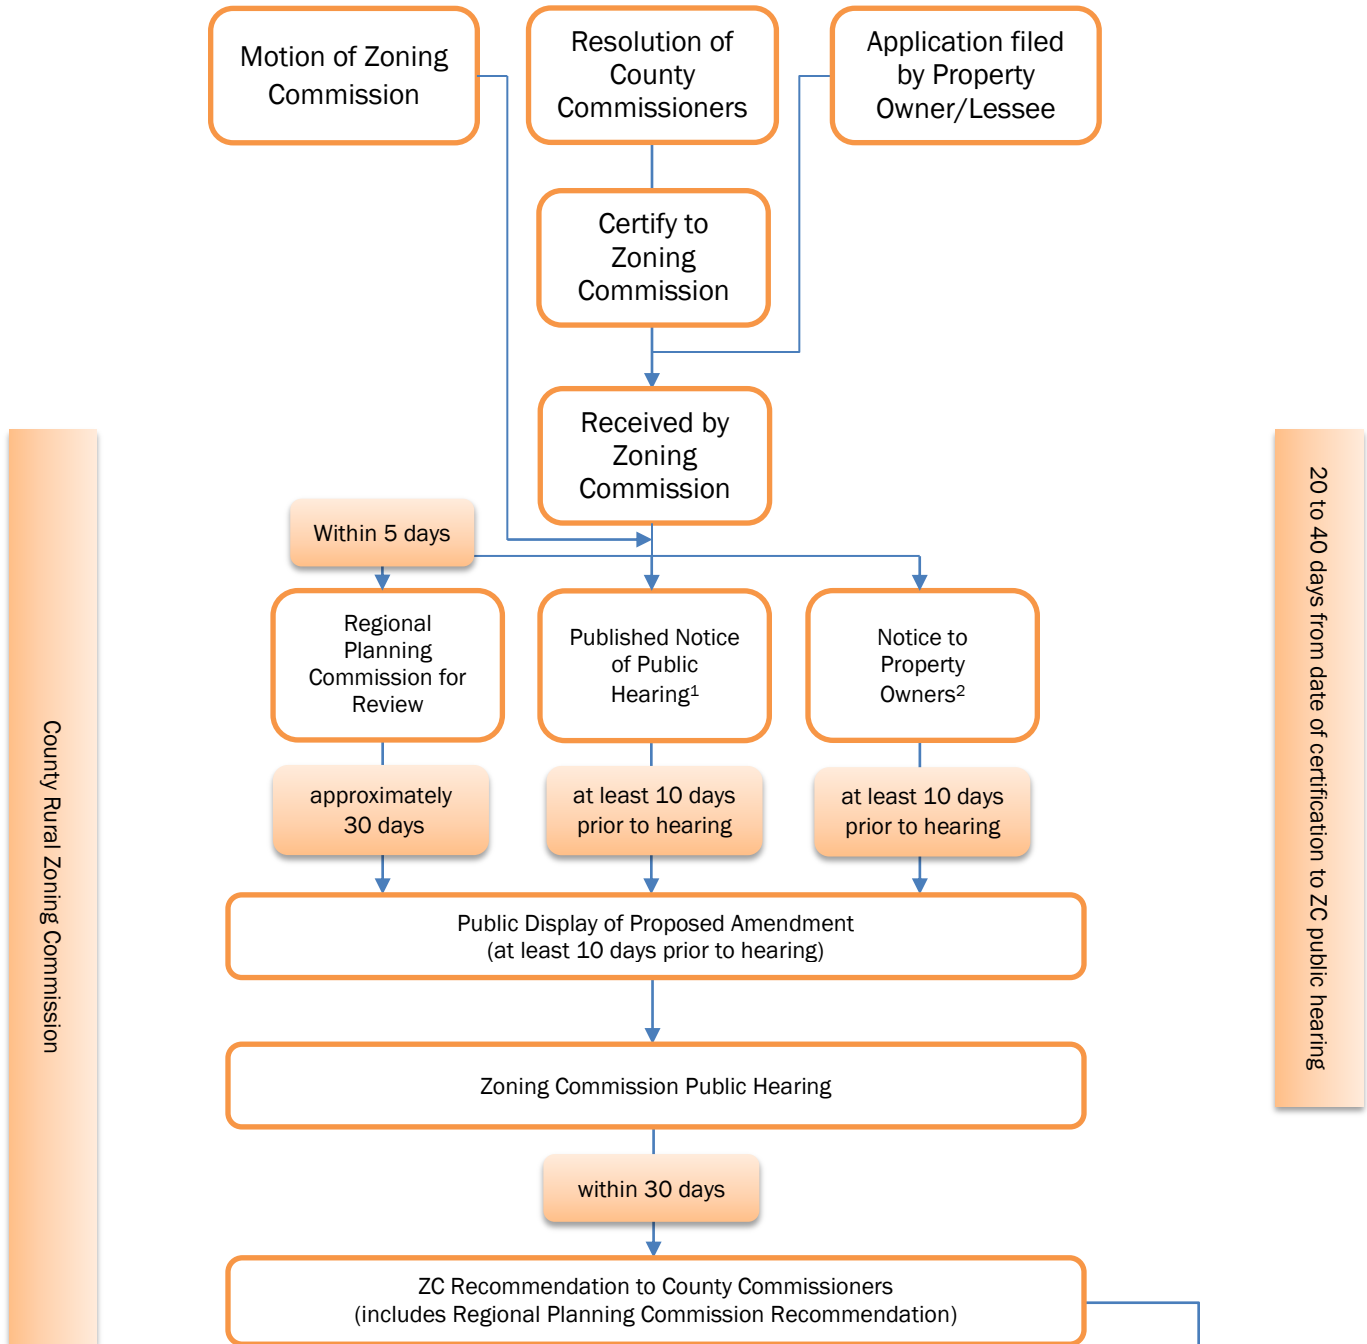 Motion of Zoning
Commission
Resolution of
County
Commissioners
Application filed
by Property
Owner/Lessee
Certify to
Zoning
Commission
Received by
Zoning
Commission
Within 5 days
Regional
Planning
Commission for
Review
Published Notice
of Public
Hearing¹
Notice to
Property
Owners²
approximately
30 days
at least 10 days
prior to hearing
at least 10 days
prior to hearing
Public Display of Proposed Amendment
(at least 10 days prior to hearing)
Zoning Commission Public Hearing
within 30 days
ZC Recommendation to County Commissioners
(includes Regional Planning Commission Recommendation)
County Rural Zoning Commission
20 to 40 days from date of certification to ZC public hearing